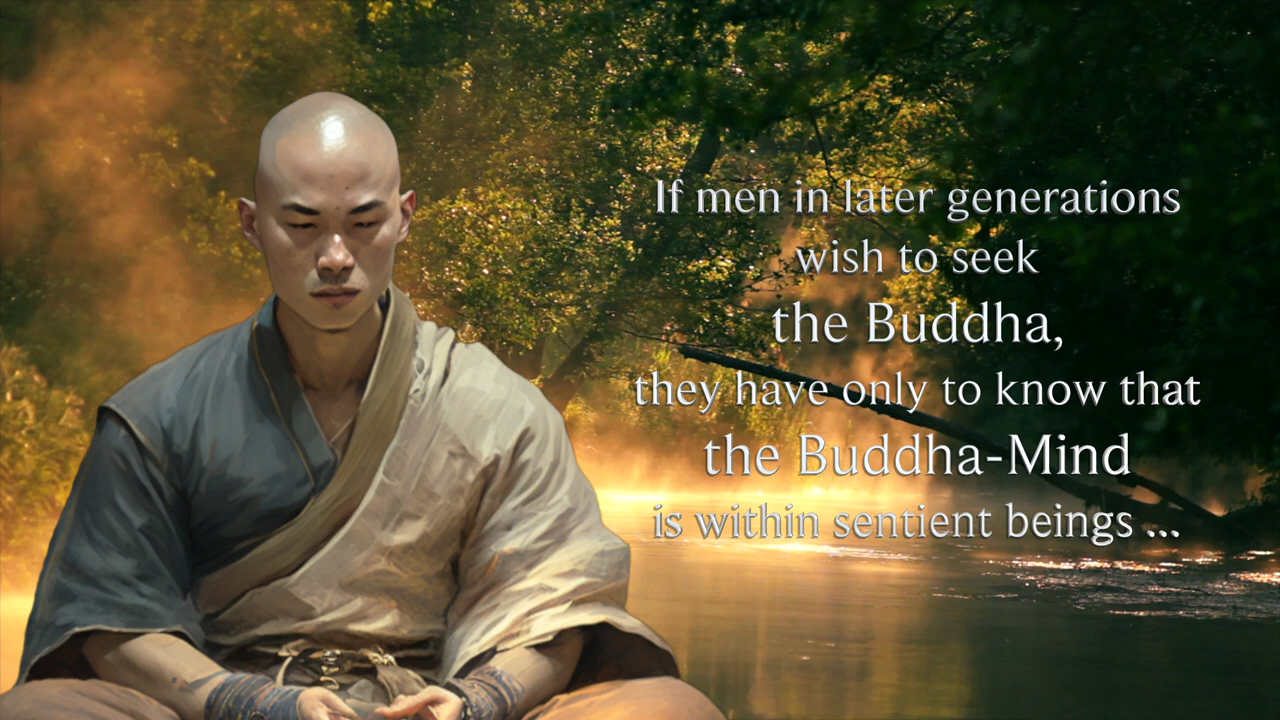 If men in later generations
wish to seek
the Buddha,
they have only to know that
the Buddha-Mind
is within sentient beings ...